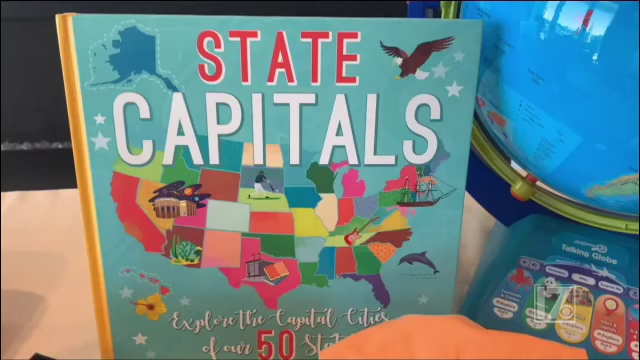 STATE
CAPITALS
Explore the Capital Cities
of our 50
Talking Globe